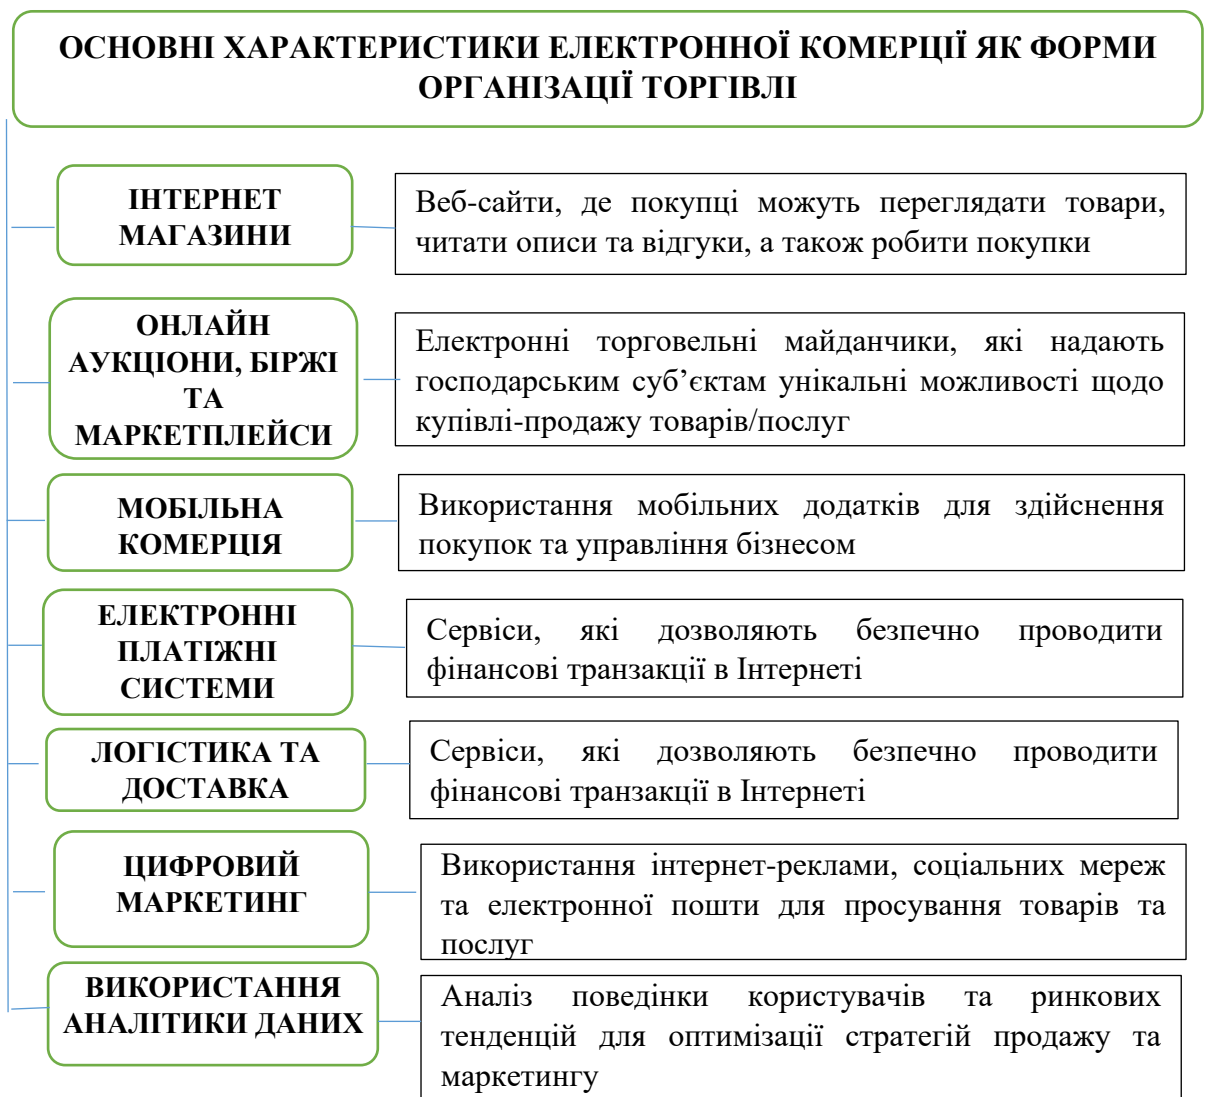 ОСНОВНІ ХАРАКТЕРИСТИКИ ЕЛЕКТРОННОЇ КОМЕРЦІЇ ЯК ФОРМИ
ОРГАНІЗАЦІЇ ТОРГІВЛІ
ІНТЕРНЕТ
МАГАЗИНИ
Веб-сайти, де покупці можуть переглядати товари,
читати описи та відгуки, а також робити покупки
ОНЛАЙН
АУКЦІОНИ, БІРЖІ
ТА
МАРКЕТПЛЕЙСИ
Електронні торговельні майданчики, які надають
господарським суб’єктам унікальні можливості щодо
купівлі-продажу товарів/послуг
МОБІЛЬНА
КОМЕРЦІЯ
Використання мобільних додатків для здійснення
покупок та управління бізнесом
ЕЛЕКТРОННІ
ПЛАТІЖНІ
СИСТЕМИ
Сервіси, які дозволяють безпечно проводити
фінансові транзакції в Інтернеті
ЛОГІСТИКА ТА
ДОСТАВКА
Сервіси, які дозволяють безпечно проводити
фінансові транзакції в Інтернеті
ЦИФРОВИЙ
МАРКЕТИНГ
Використання інтернет-реклами, соціальних мереж
та електронної пошти для просування товарів та
послуг
ВИКОРИСТАННЯ
АНАЛІТИКИ ДАНИХ
Аналіз поведінки користувачів та ринкових
тенденцій для оптимізації стратегій продажу та
маркетингу